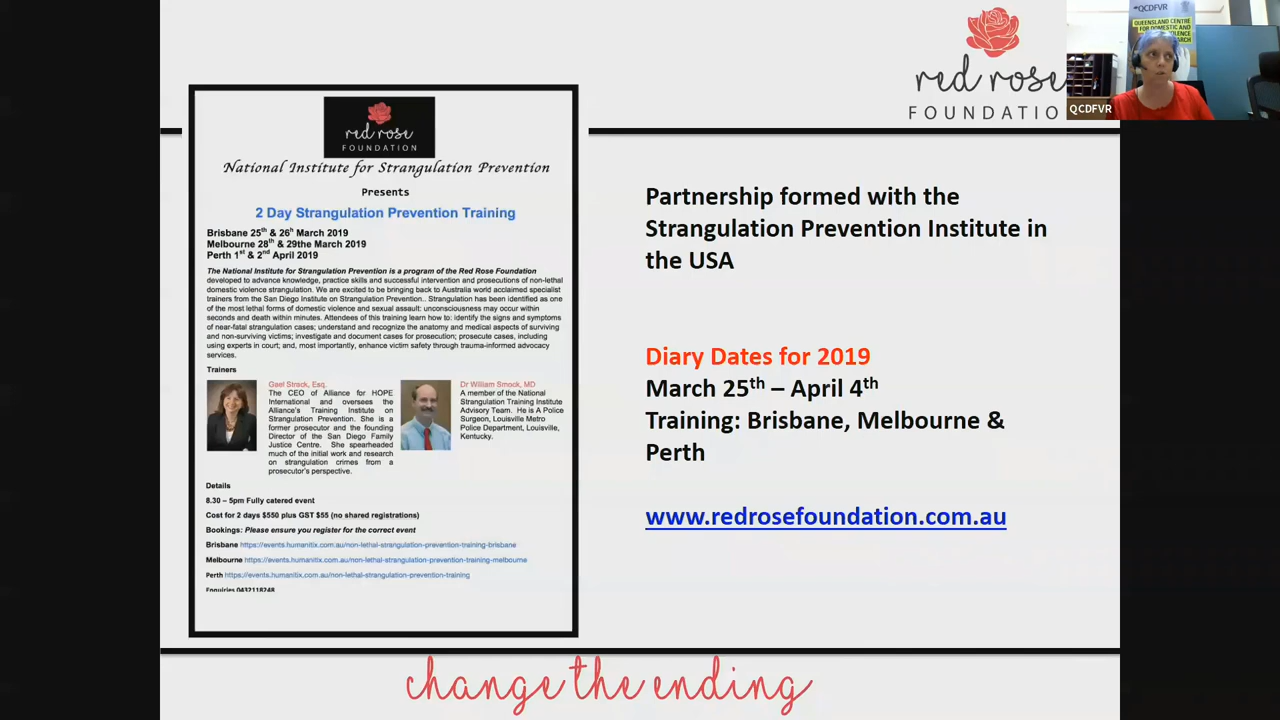 red rose
FOUNDATION
National Institute for Strangulation Prevention
Presents
2 Day Strangulation Prevention Training
Brisbane 25th & 26h March 2019
Melbourne 28th & 29the March 2019
Perth 1st & 2nd April 2019
The National Institute for Strangulation Prevention is a program of the Red Rose Foundation
developed to advance knowledge, practice skills and successful intervention and prosecutions of non-lethal
domestic violence strangulation. We are excited to be bringing back to Australia world acclaimed specialist
trainers from the San Diego Institute on Strangulation Prevention.. Strangulation has been identified as one
of the most lethal forms of domestic violence and sexual assault: unconsciousness may occur within
seconds and death within minutes. Attendees of this training learn how to: identify the signs and symptoms
of near-fatal strangulation cases; understand and recognize the anatomy and medical aspects of surviving
and non-surviving victims; investigate and document cases for prosecution; prosecute cases, including
using experts in court; and, most importantly, enhance victim safety through trauma-informed advocacy
services.
Trainers
Gael Strack, Esq.
The CEO of Alliance for HOPE
International and oversees the
Alliance's Training Institute on
Strangulation Prevention. She is a
former prosecutor and the founding
Director of the San Diego Family
Justice Centre. She spearheaded
much of the initial work and research
on strangulation crimes from a
prosecutor's perspective.
Dr William Smock, MD
A member of the National
Strangulation Training Institute
Advisory Team. He is A Police
Surgeon, Louisville Metro
Police Department, Louisville,
Kentucky.
Details
8.30 – 5pm Fully catered event
Cost for 2 days $550 plus GST $55 (no shared registrations)
Bookings: Please ensure you register for the correct event
Brisbane https://events.humanitix.com.au/non-lethal-strangulation-prevention-training-brisbane
Melbourne https://events.humanitix.com.au/non-lethal-strangulation-prevention-training-melbourne
Perth https://events.humanitix.com.au/non-lethal-strangulation-prevention-training
Enquiries 0432118248
red rose
FOUNDATIO
#QCDFVR
QUEENSLAND CENTRE
FOR DOMESTIC AND
QCDFVR
Partnership formed with the
Strangulation Prevention Institute in
the USA
Diary Dates for 2019
March 25th – April 4th
Training: Brisbane, Melbourne &
Perth
www.redrosefoundation.com.au
change the ending